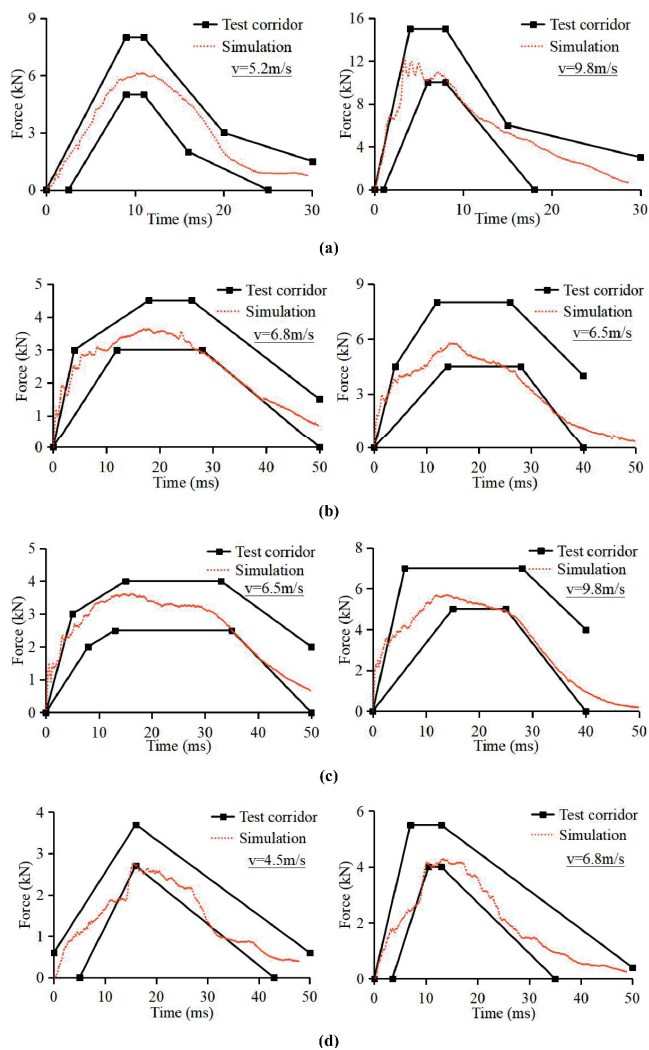 9
6
3
0
Force (kN)
Test corridor
Simulation
v=5.2m/s
0 10 20 30
Time (ms)
16
12
8
4
0
Force (kN)
Test corridor
Simulation
v=9.8m/s
0 10 20 30
Time (ms)
(a)
5
4
3
2
1
0
Force (kN)
Test corridor
Simulation
v=6.8m/s
0 10 20 30 40 50
Time (ms)
9
6
3
0
Force (kN)
Test corridor
Simulation
v=6.5m/s
0 10 20 30 40 50
Time (ms)
(b)
5
4
3
2
1
0
Force (kN)
Test corridor
Simulation
v=6.5m/s
0 10 20 30 40 50
Time (ms)
8
6
4
2
0
Force (kN)
Test corridor
Simulation
v=9.8m/s
0 10 20 30 40 50
Time (ms)
(c)
4
3
2
1
0
Force (kN)
Test corridor
Simulation
v=4.5m/s
0 10 20 30 40 50
Time (ms)
6
4
2
0
Force (kN)
Test corridor
Simulation
v=6.8m/s
0 10 20 30 40 50
Time (ms)
(d)